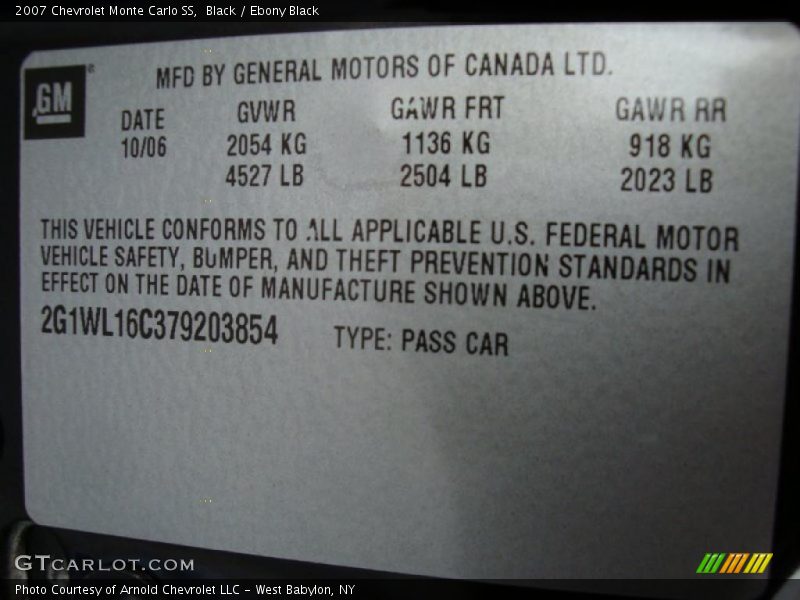 2007 Chevrolet Monte Carlo SS, Black / Ebony Black
GM
MFD BY GENERAL MOTORS OF CANADA LTD.
DATE GVWR GAWR FRT GAWR RR
10/06 2054 KG 1136 KG 918 KG
4527 LB 2504 LB 2023 LB
THIS VEHICLE CONFORMS TO ALL APPLICABLE U.S. FEDERAL MOTOR
VEHICLE SAFETY, BUMPER, AND THEFT PREVENTION STANDARDS IN
EFFECT ON THE DATE OF MANUFACTURE SHOWN ABOVE.
2G1WL16C379203854 TYPE: PASS CAR
GTCARLOT.COM
Photo Courtesy of Arnold Chevrolet LLC - West Babylon, NY